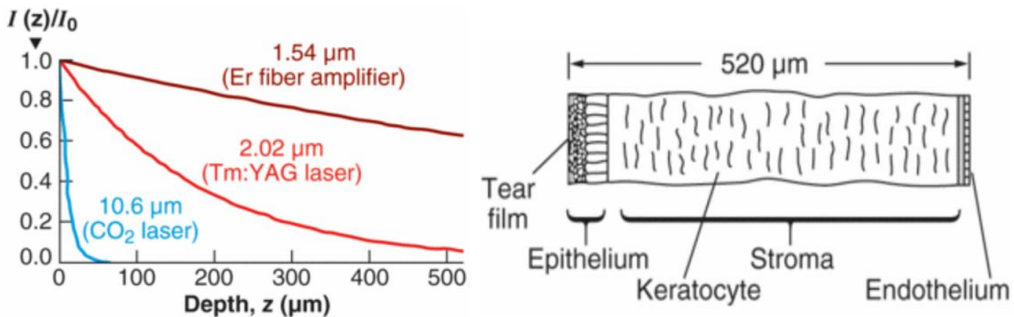 I (z)/I0
1.0
0.8
0.6
0.4
0.2
0.0
0
100
200
300
400
500
Depth, z (μm)
1.54 μm
(Er fiber amplifier)
2.02 μm
(Tm:YAG laser)
10.6 μm
(CO2 laser)
520 μm
Tear
film
Epithelium
Stroma
Keratocyte
Endothelium